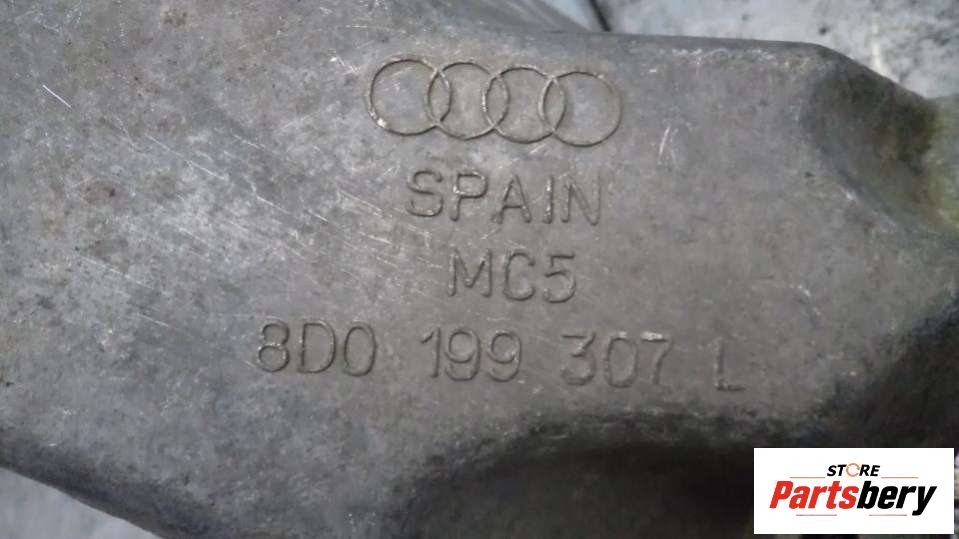 SPAIN
MC5
8D0 199 307 L
STORE
Partsbery